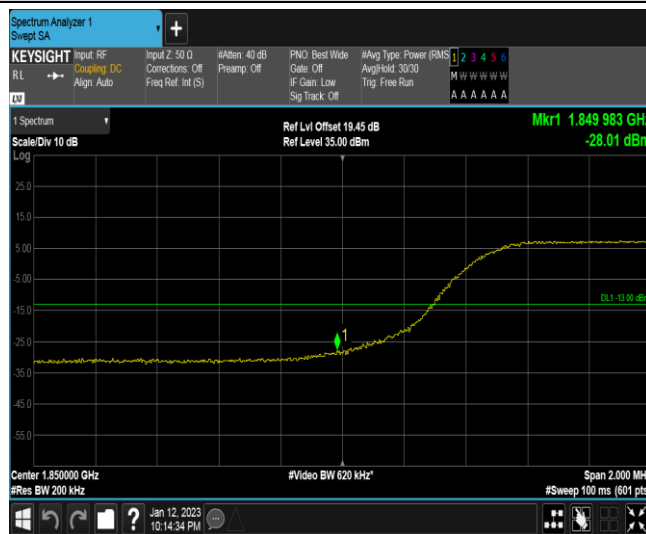 Spectrum Analyzer 1
Swept SA
KEYSIGHT
RL
Input: RF
Coupling: DC
Align: Auto
Input Z: 50 Ω
Corrections: Off
Freq Ref: Int (S)
#Atten: 40 dB
Preamp: Off
PNO: Best Wide
Gate: Off
IF Gain: Low
Sig Track: Off
#Avg Type: Power (RMS
Avg|Hold: 30/30
Trig: Free Run
1 2 3 4 5 6
M W W W W W
A A A A A A
LXI
1 Spectrum
Scale/Div 10 dB
Ref Lvl Offset 19.45 dB
Ref Level 35.00 dBm
Mkr1 1.849 983 GHz
-28.01 dBm
Log
25.0
15.0
5.00
-5.00
DL1 -13.00 dBm
-15.0
1
-25.0
-35.0
-45.0
-55.0
Center 1.850000 GHz
#Video BW 620 kHz*
Span 2.000 MH
#Res BW 200 kHz
#Sweep 100 ms (601 pts
?
Jan 12, 2023
10:14:34 PM